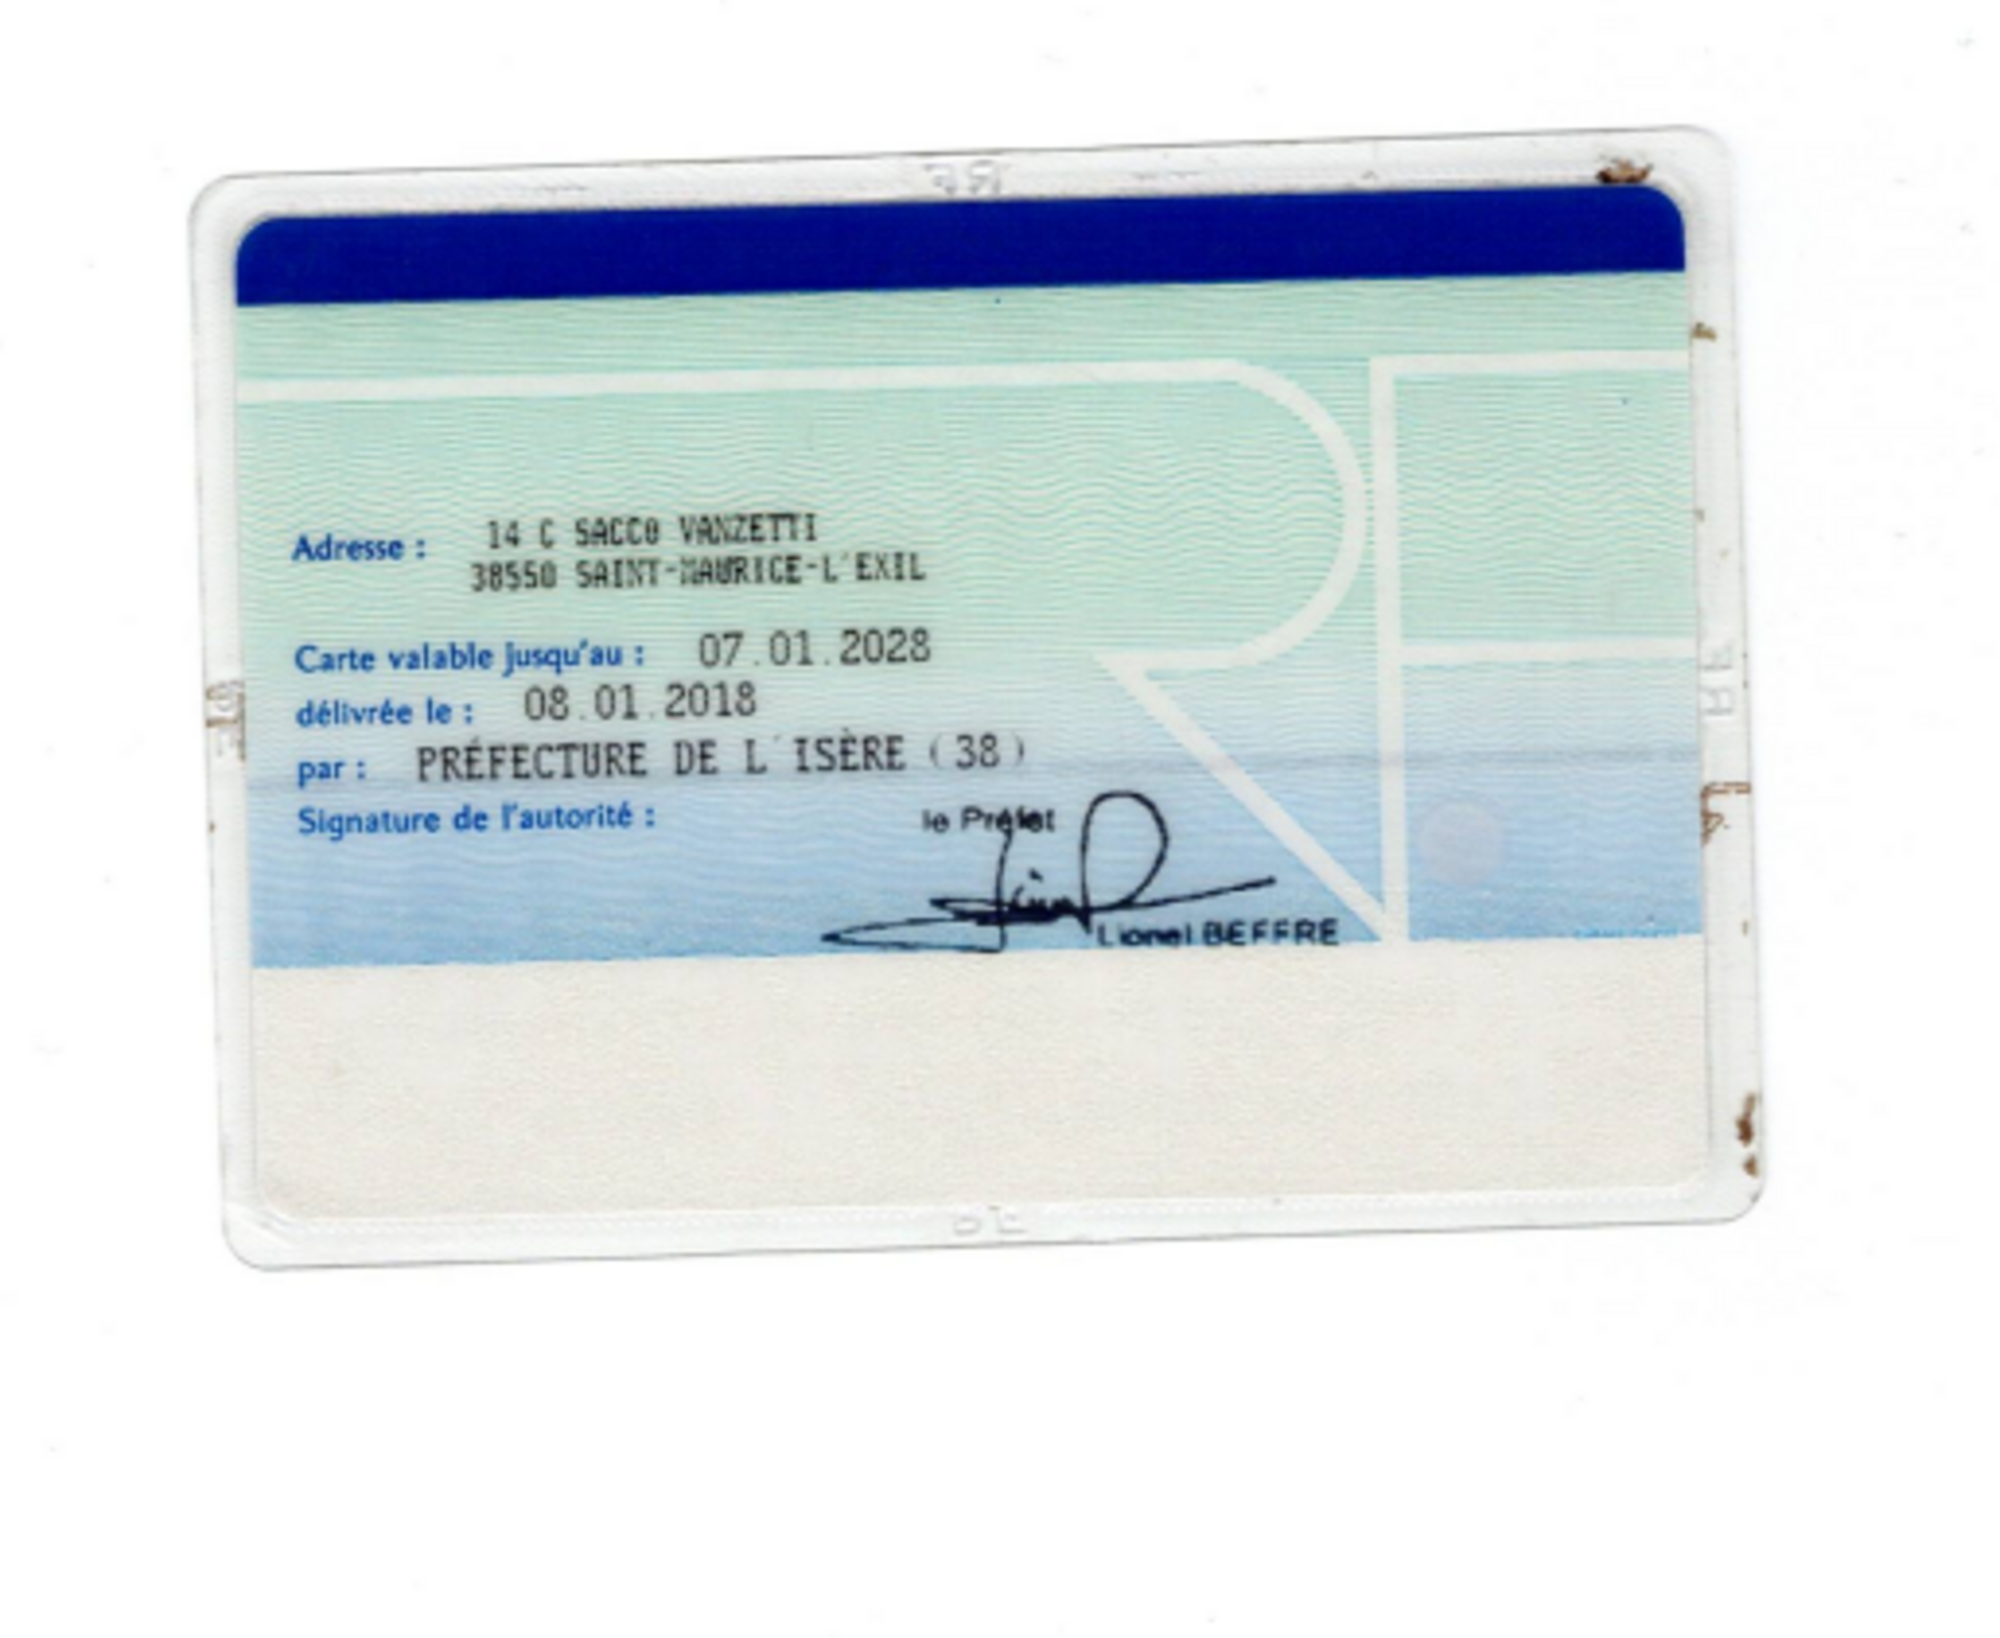 Adresse : 14 C SACCO VANZETTI
38550 SAINT-MAURICE-L'EXIL
Carte valable jusqu'au : 07.01.2028
délivrée le : 08.01.2018
par : PRÉFECTURE DE L'ISÈRE (38)
Signature de l'autorité : le Préfet
Lionel BEFFRE
RF